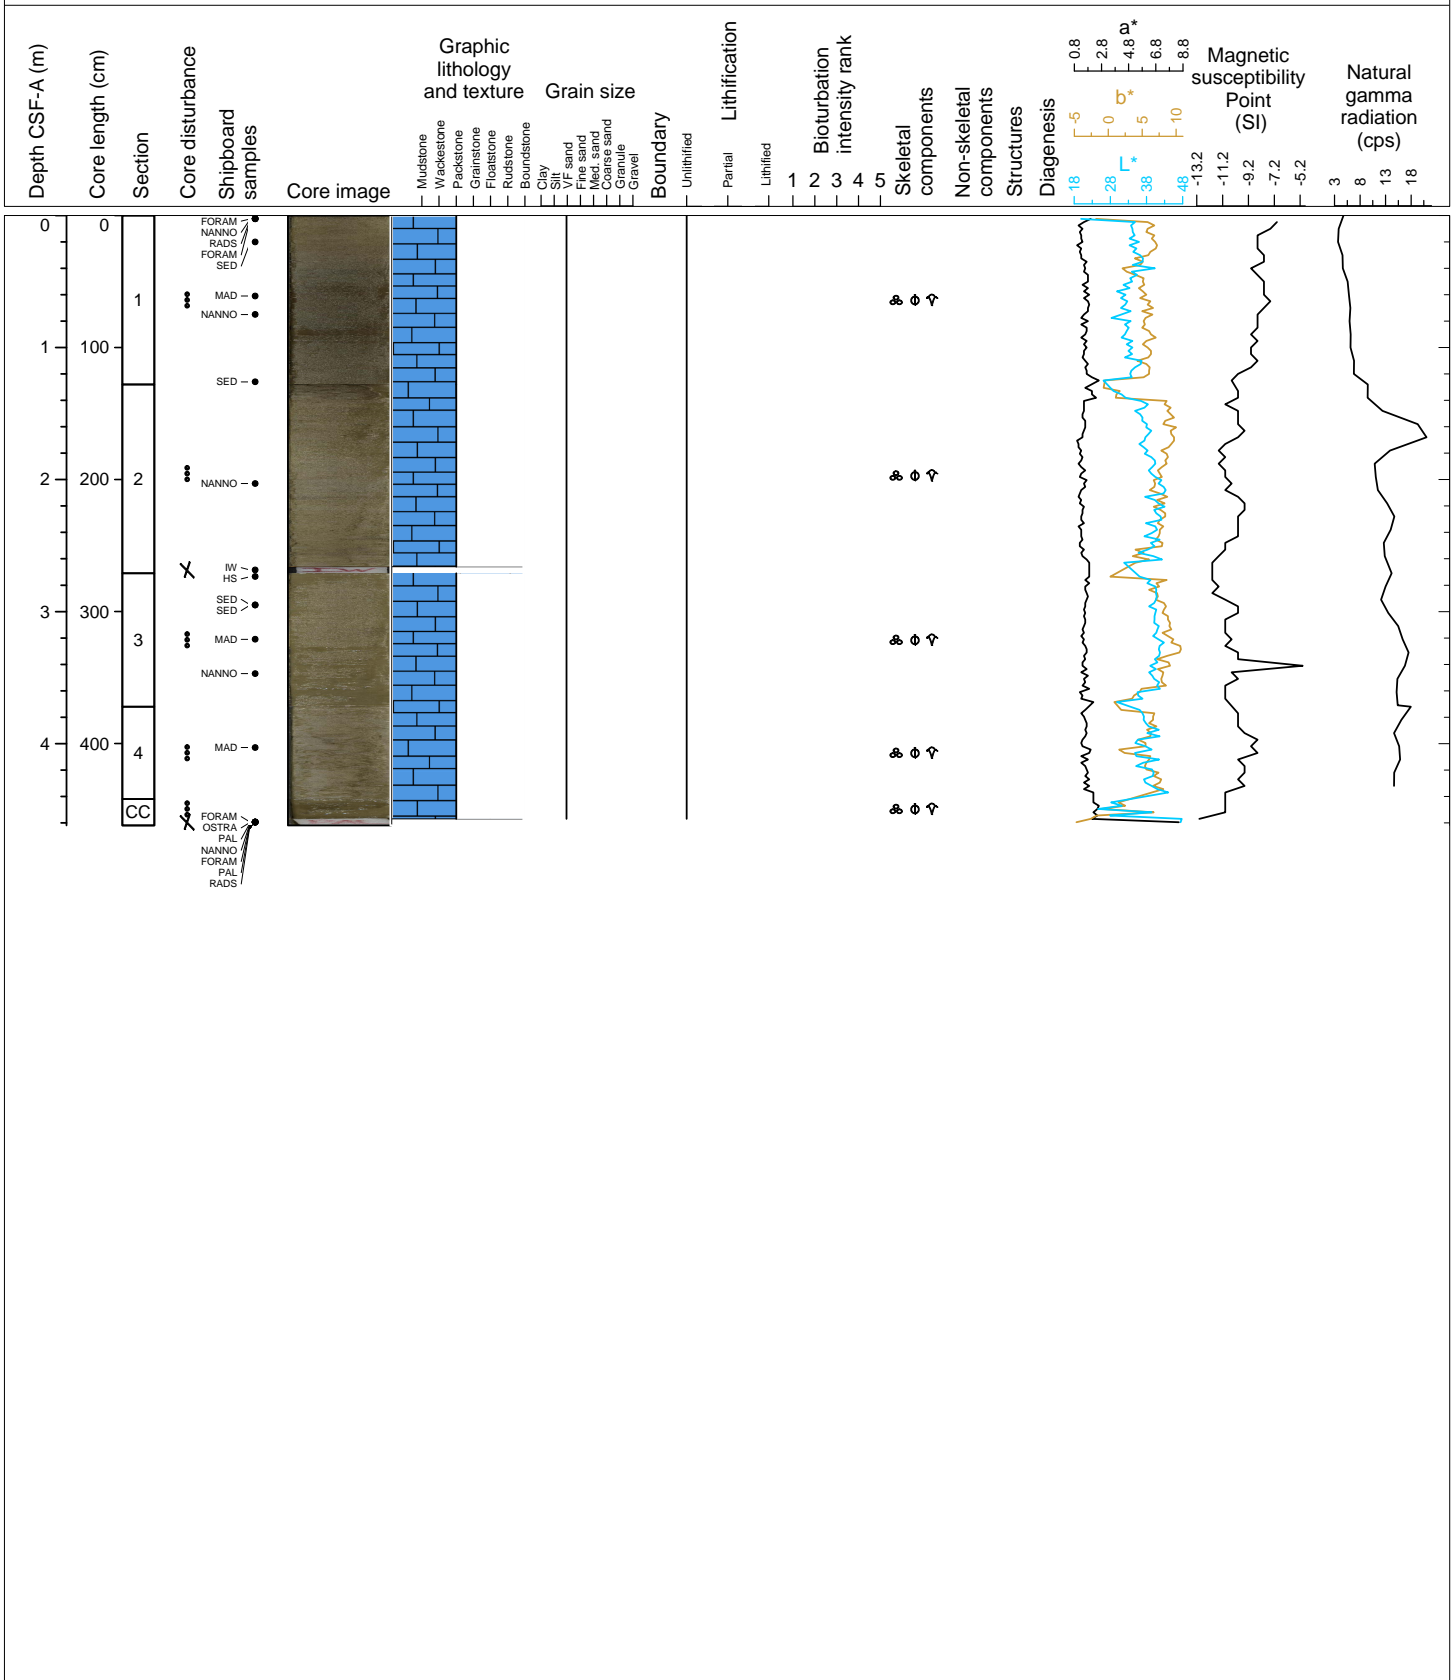 Depth CSF-A (m)
Core length (cm)
Section
Core disturbance
Shipboard
samples
Core image
Graphic
lithology
and texture
Mudstone
Wackestone
Packstone
Grainstone
Floatstone
Rudstone
Boundstone
Grain size
Clay
Silt
VF sand
Fine sand
Med. sand
Coarse sand
Granule
Gravel
Boundary
Lithification
Unlithified
Partial
Lithified
Bioturbation
intensity rank
1 2 3 4 5
Skeletal
components
Non-skeletal
components
Structures
Diagenesis
a*
0.8 2.8 4.8 6.8 8.8
b*
-5 0 5 10
L*
18 28 38 48
Magnetic
susceptibility
Point
(SI)
-13.2 -11.2 -9.2 -7.2 -5.2
Natural
gamma
radiation
(cps)
3 8 13 18
0 0
FORAM
NANNO
RADS
FORAM
SED
1
MAD
NANNO
1 100
SED
2 200
2
NANNO
IW
HS
SED
SED
3 300
3
MAD
NANNO
4 400
4
MAD
CC
FORAM
OSTRA
PAL
NANNO
FORAM
PAL
RADS